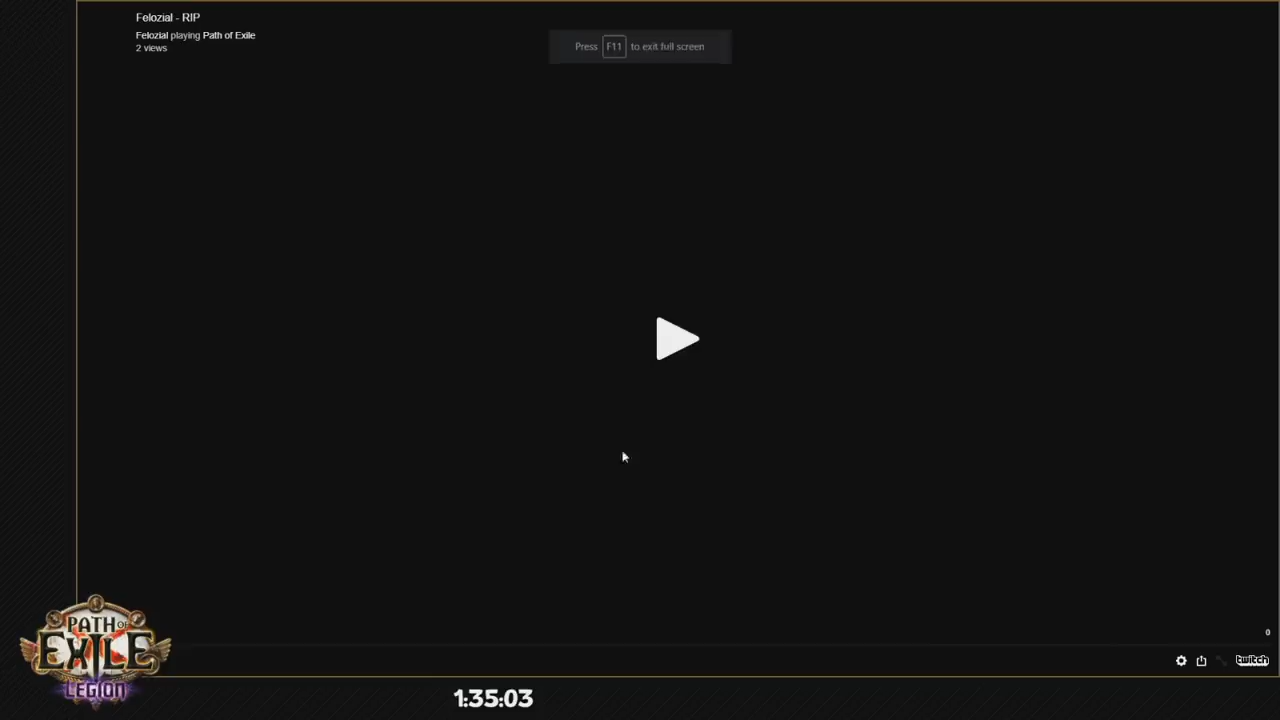 Felozial - RIP
Felozial playing Path of Exile
2 views
Press F11 to exit full screen
0
twitch
PATH OF
EXILE
LEGION
1:35:03